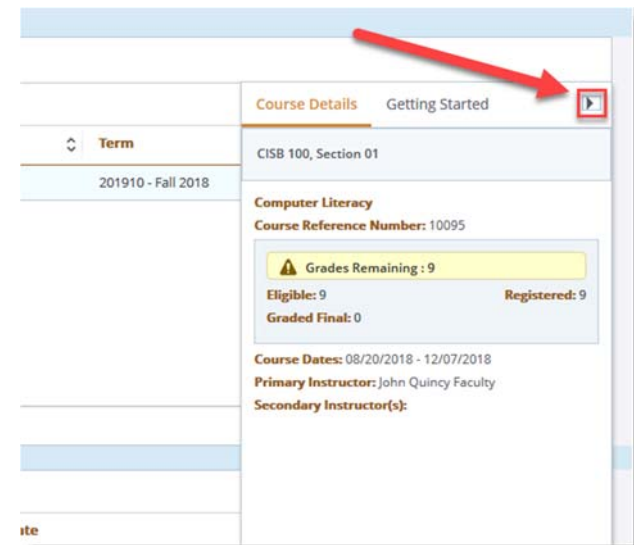 Course Details Getting Started
Term
CISB 100, Section 01
201910 - Fall 2018
Computer Literacy
Course Reference Number: 10095
Grades Remaining : 9
Eligible: 9 Registered: 9
Graded Final: 0
Course Dates: 08/20/2018 - 12/07/2018
Primary Instructor: John Quincy Faculty
Secondary Instructor(s):